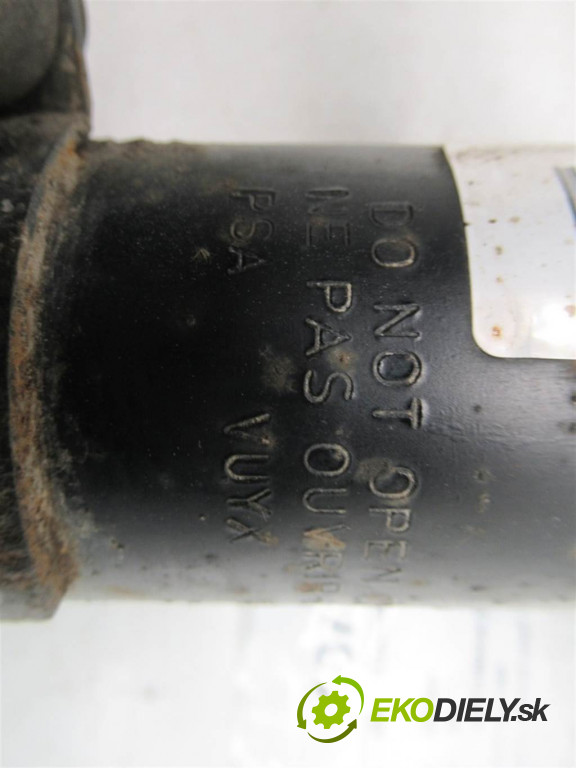 DO NOT OPEN
NE PAS OUVRIR
PSA VUYX
EKODIELY.sk